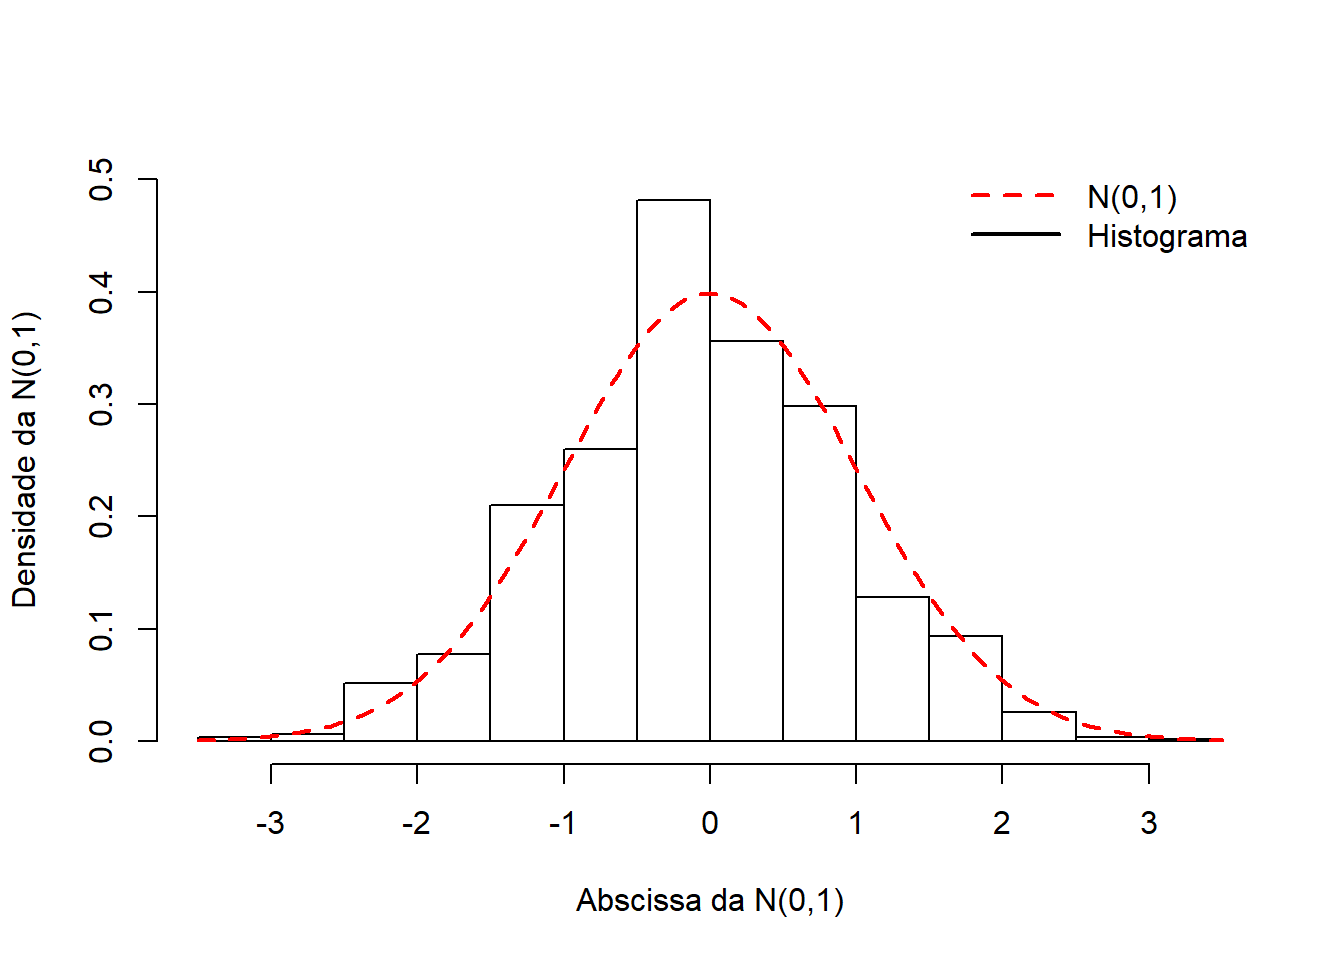 N(0,1)
Histograma
Densidade da N(0,1)
0.5
0.4
0.3
0.2
0.1
0.0
-3 -2 -1 0 1 2 3
Abscissa da N(0,1)